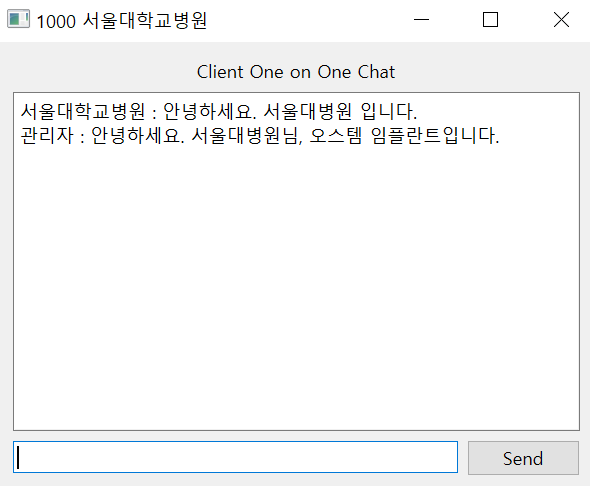 1000 서울대학교병원
Client One on One Chat
서울대학교병원 : 안녕하세요. 서울대병원 입니다.
관리자 : 안녕하세요. 서울대병원님, 오스템 임플란트입니다.
Send